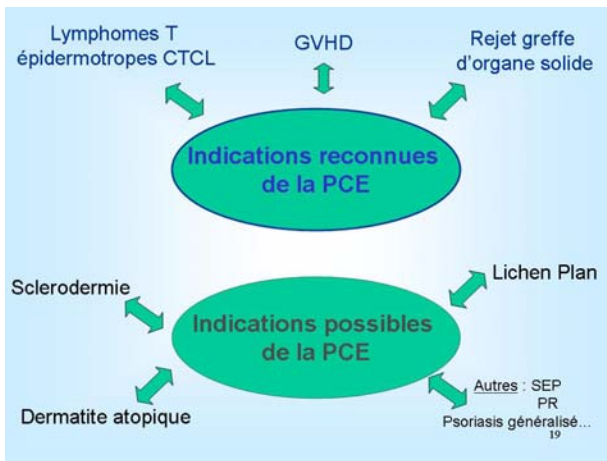 Lymphomes T
épidermotropes CTCL
GVHD
Rejet greffe
d'organe solide
Indications reconnues
de la PCE
Sclerodermie
Lichen Plan
Indications possibles
de la PCE
Dermatite atopique
Autres : SEP
PR
Psoriasis généralisé...
19